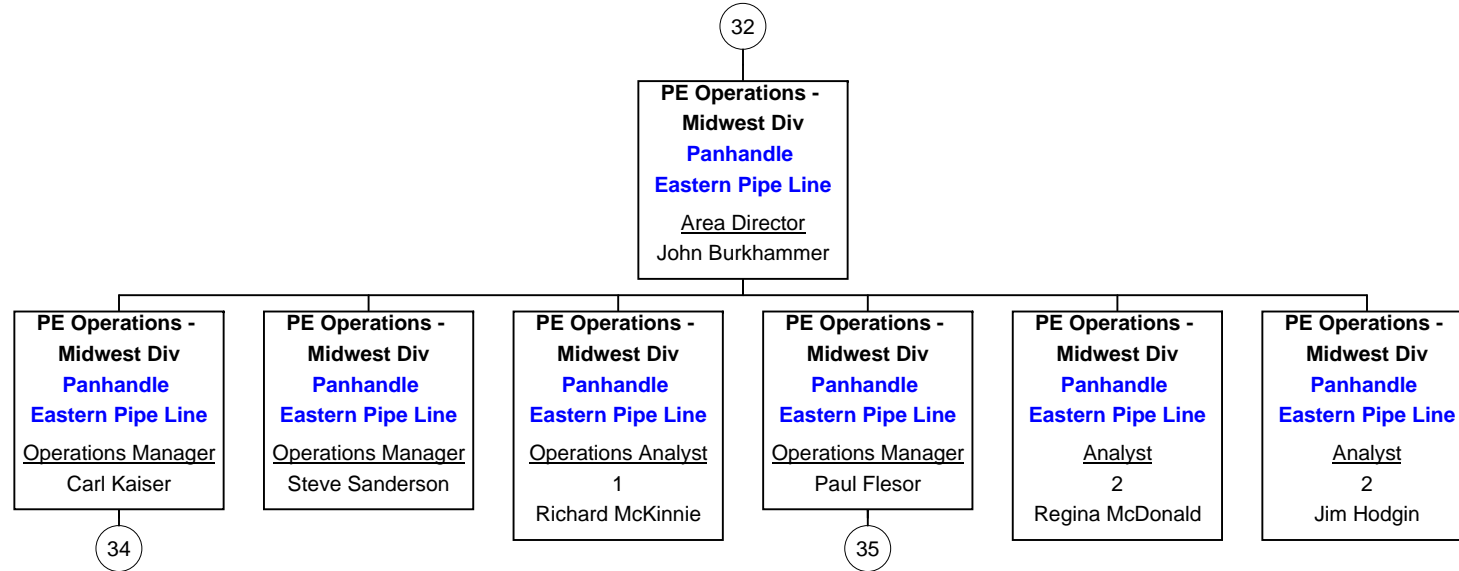 32
PE Operations -
Midwest Div
Panhandle
Eastern Pipe Line
Area Director
John Burkhammer
PE Operations -
Midwest Div
Panhandle
Eastern Pipe Line
Operations Manager
Carl Kaiser
34
PE Operations -
Midwest Div
Panhandle
Eastern Pipe Line
Operations Manager
Steve Sanderson
PE Operations -
Midwest Div
Panhandle
Eastern Pipe Line
Operations Analyst
1
Richard McKinnie
PE Operations -
Midwest Div
Panhandle
Eastern Pipe Line
Operations Manager
Paul Flesor
35
PE Operations -
Midwest Div
Panhandle
Eastern Pipe Line
Analyst
2
Regina McDonald
PE Operations -
Midwest Div
Panhandle
Eastern Pipe Line
Analyst
2
Jim Hodgin